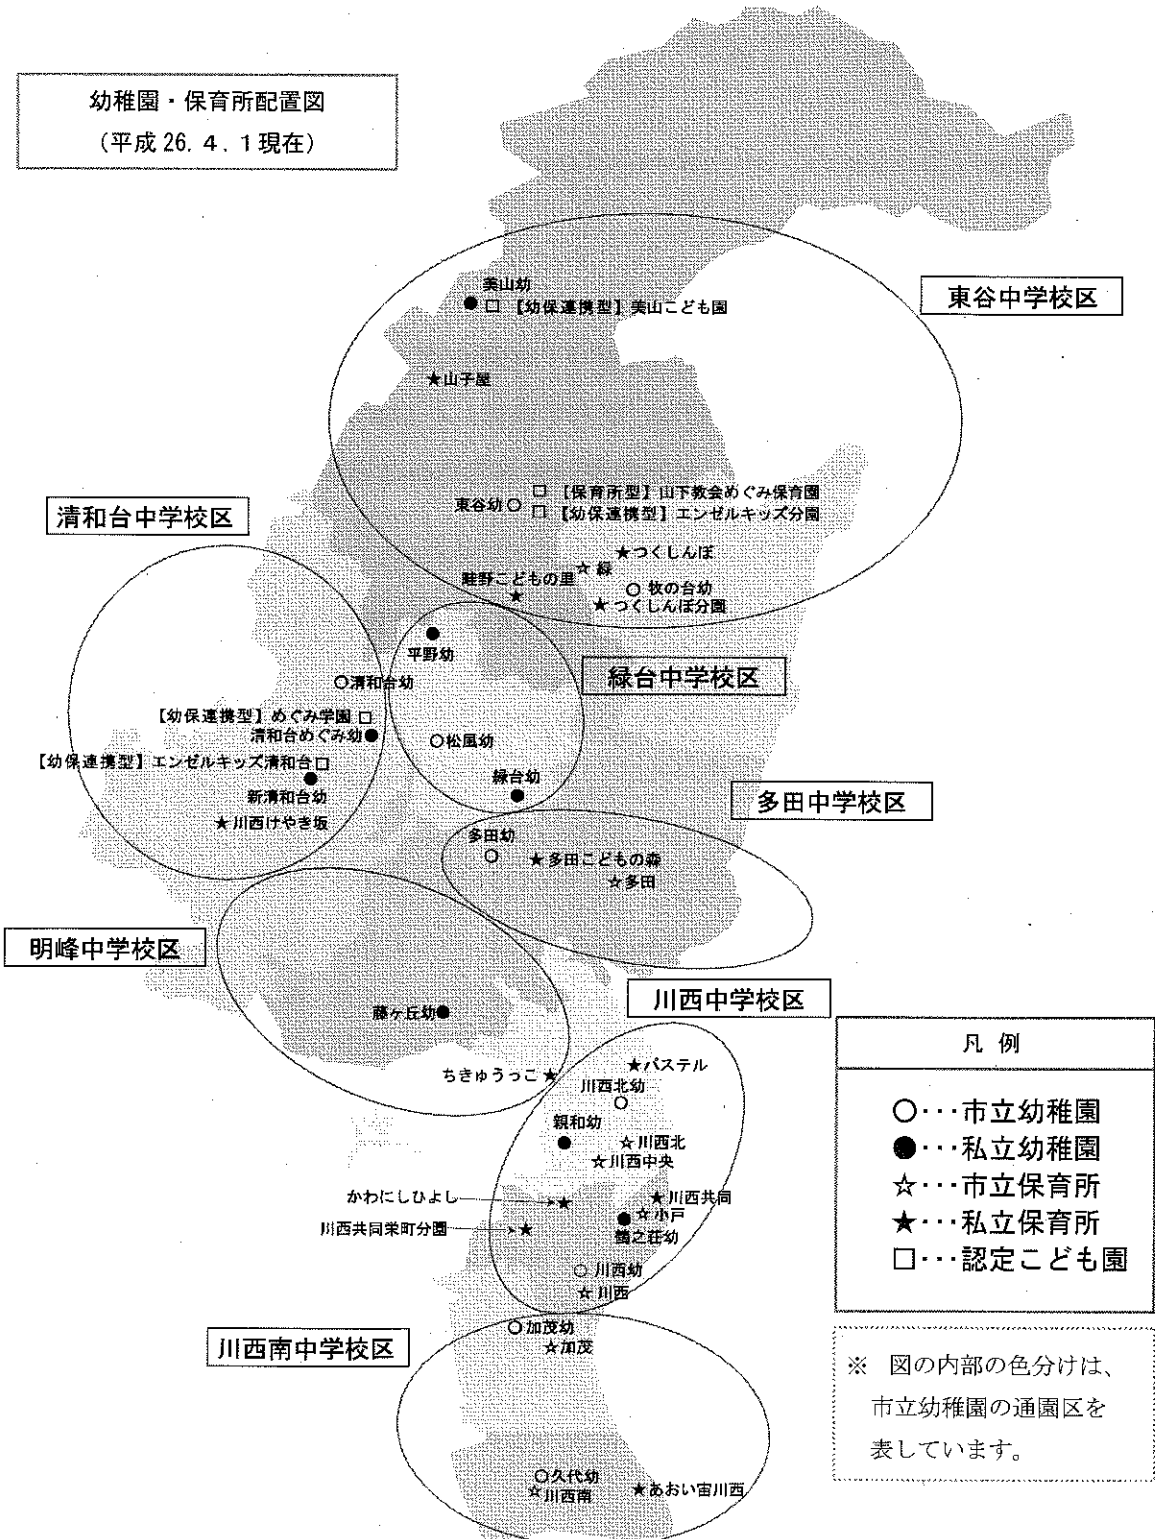 幼稚園・保育所配置図
(平成26.4.1現在)
東谷中学校区
美山幼
●□【幼保連携型】美山こども園
★山子屋
清和台中学校区
□【保育所型】山下教会めぐみ保育園
東谷幼○
□【幼保連携型】エンゼルキッズ分園
★つくしんぼ
☆緑
畦野こどもの里
★
○牧の台幼
★つくしんぼ分園
●
平野幼
緑台中学校区
○清和台幼
【幼保連携型】めぐみ学園□
清和台めぐみ幼●
○松風幼
【幼保連携型】エンゼルキッズ清和台□
●
新清和台幼
緑台幼
●
多田中学校区
★川西けやき坂
多田幼
○
★多田こどもの森
☆多田
明峰中学校区
川西中学校区
藤ヶ丘幼●
ちきゅうっこ★
★パステル
川西北幼
○
親和幼
●
☆川西北
☆川西中央
かわにしひよし
★
★川西共同
☆小戸
川西共同栄町分園
★
●
鶴之荘幼
○川西幼
☆川西
川西南中学校区
○加茂幼
☆加茂
○久代幼
☆川西南
★あおい宙川西
凡例
○･･･市立幼稚園
●･･･私立幼稚園
☆･･･市立保育所
★･･･私立保育所
□･･･認定こども園
※ 図の内部の色分けは、
市立幼稚園の通園区を
表しています。